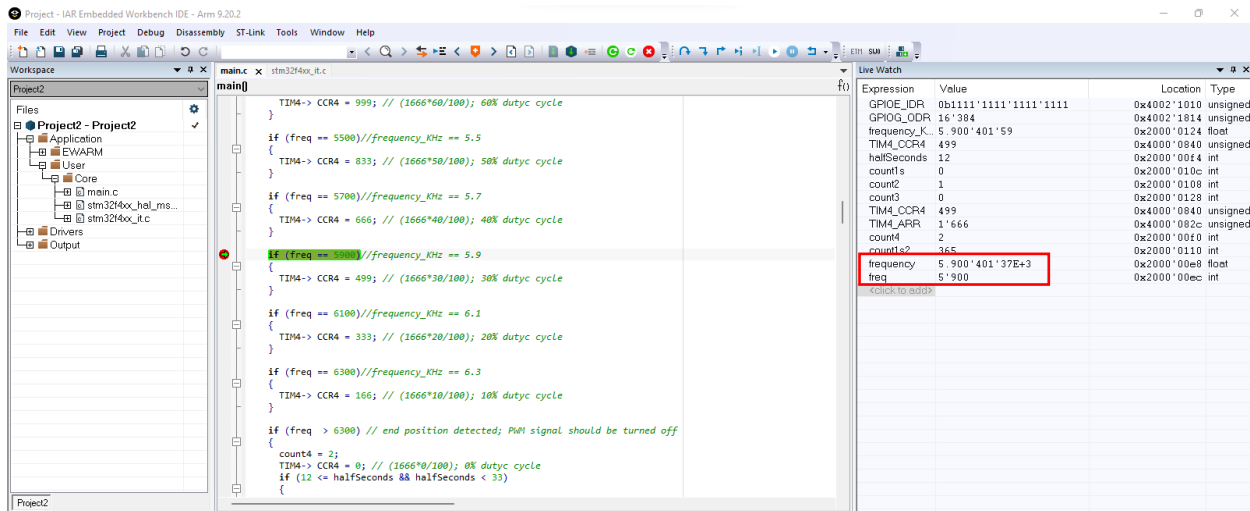 Project - IAR Embedded Workbench IDE - Arm 9.20.2
File Edit View Project Debug Disassembly ST-Link Tools Window Help
ETM SWO
Workspace
Project2
Files
Project2 - Project2
Application
EWARM
User
Core
main.c
stm32f4xx_hal_ms...
stm32f4xx_it.c
Drivers
Output
Project2
main.c x stm32f4xx_it.c
main() f()
TIM4-> CCR4 = 999; // (1666*60/100); 60% dutyc cycle
}
if (freq == 5500)//frequency_KHz == 5.5
{
TIM4-> CCR4 = 833; // (1666*50/100); 50% dutyc cycle
}
if (freq == 5700)//frequency_KHz == 5.7
{
TIM4-> CCR4 = 666; // (1666*40/100); 40% dutyc cycle
}
if (freq == 5900)//frequency_KHz == 5.9
{
TIM4-> CCR4 = 499; // (1666*30/100); 30% dutyc cycle
}
if (freq == 6100)//frequency_KHz == 6.1
{
TIM4-> CCR4 = 333; // (1666*20/100); 20% dutyc cycle
}
if (freq == 6300)//frequency_KHz == 6.3
{
TIM4-> CCR4 = 166; // (1666*10/100); 10% dutyc cycle
}
if (freq > 6300) // end position detected; PWM signal should be turned off
{
count4 = 2;
TIM4-> CCR4 = 0; // (1666*0/100); 0% dutyc cycle
if (12 <= halfSeconds && halfSeconds < 33)
{
Live Watch
Expression Value Location Type
GPIOE_IDR 0b1111'1111'1111'1111 0x4002'1010 unsigned
GPIOG_ODR 16'384 0x4002'1814 unsigned
frequency_K... 5.900'401'59 0x2000'0124 float
TIM4_CCR4 499 0x4000'0840 unsigned
halfSeconds 12 0x2000'00f4 int
count1s 0 0x2000'010c int
count2 1 0x2000'0108 int
count3 0 0x2000'0128 int
TIM4_CCR4 499 0x4000'0840 unsigned
TIM4_ARR 1'666 0x4000'082c unsigned
count4 2 0x2000'00f0 int
count1s2 365 0x2000'0110 int
frequency 5.900'401'37E+3 0x2000'00e8 float
freq 5'900 0x2000'00ec int
<click to add>